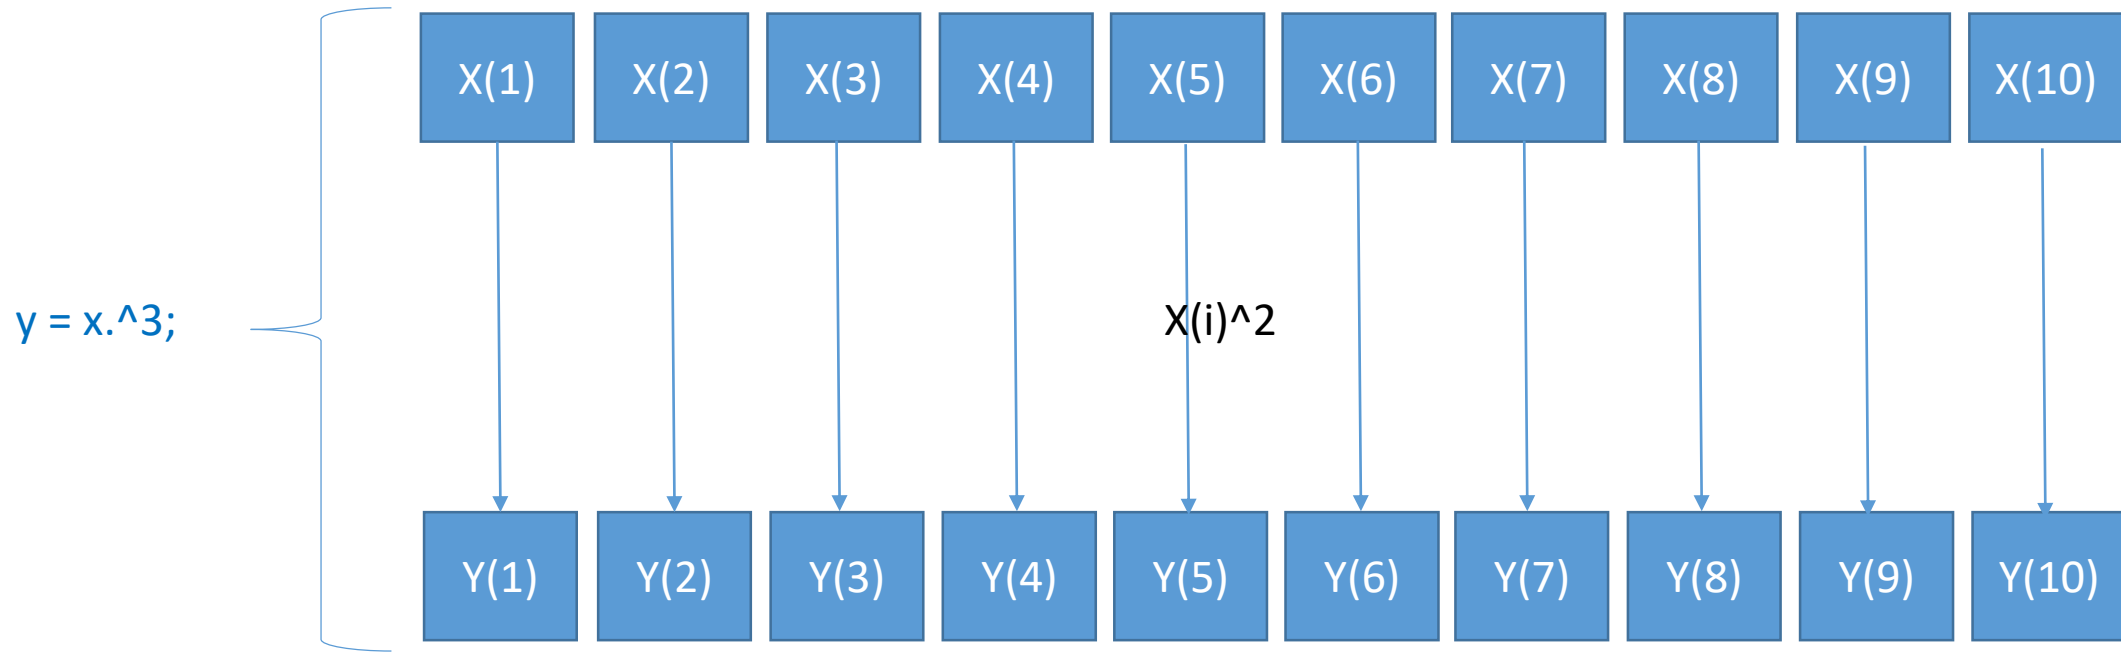 X(1) X(2) X(3) X(4) X(5) X(6) X(7) X(8) X(9) X(10)
y = x.^3;
X(i)^2
Y(1) Y(2) Y(3) Y(4) Y(5) Y(6) Y(7) Y(8) Y(9) Y(10)